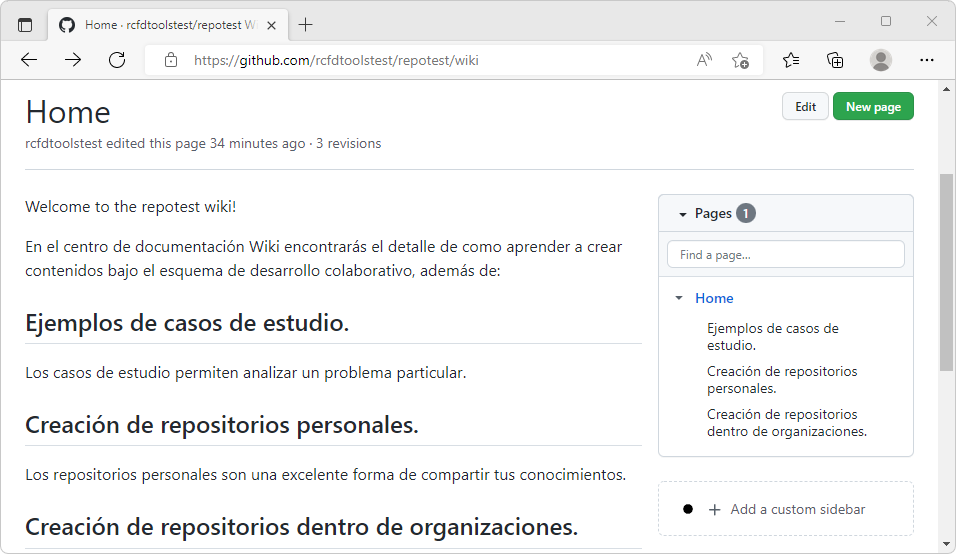 Home · rcfdtoolstest/repotest W
https://github.com/rcfdtoolstest/repotest/wiki
Home
Edit
New page
rcfdtoolstest edited this page 34 minutes ago · 3 revisions
Welcome to the repotest wiki!
En el centro de documentación Wiki encontrarás el detalle de como aprender a crear
contenidos bajo el esquema de desarrollo colaborativo, además de:
Ejemplos de casos de estudio.
Los casos de estudio permiten analizar un problema particular.
Creación de repositorios personales.
Los repositorios personales son una excelente forma de compartir tus conocimientos.
Creación de repositorios dentro de organizaciones.
Pages 1
Find a page...
Home
Ejemplos de casos de
estudio.
Creación de repositorios
personales.
Creación de repositorios
dentro de organizaciones.
Add a custom sidebar